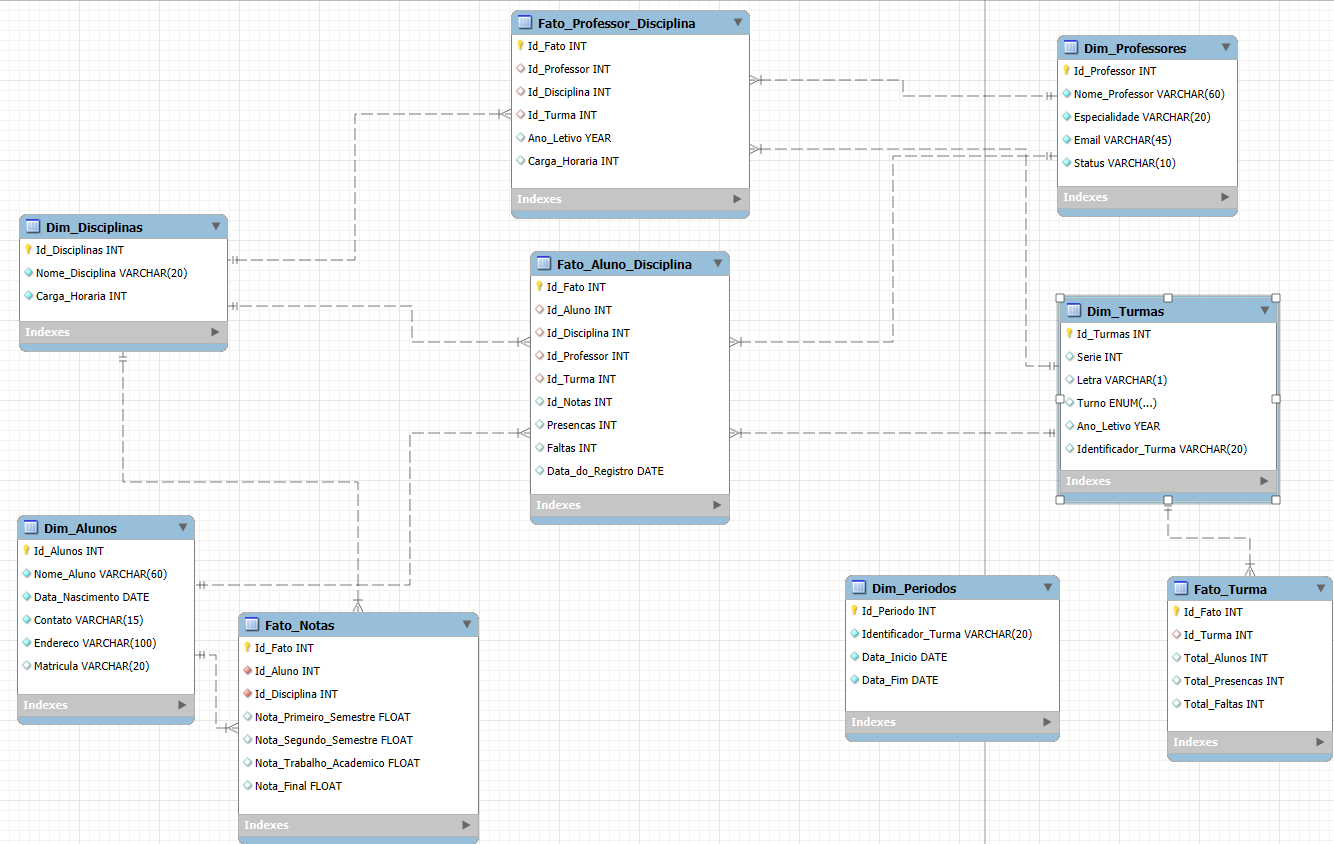 Fato_Professor_Disciplina
Id_Fato INT
Id_Professor INT
Id_Disciplina INT
Id_Turma INT
Ano_Letivo YEAR
Carga_Horaria INT
Indexes
Dim_Professores
Id_Professor INT
Nome_Professor VARCHAR(60)
Especialidade VARCHAR(20)
Email VARCHAR(45)
Status VARCHAR(10)
Indexes
Dim_Disciplinas
Id_Disciplinas INT
Nome_Disciplina VARCHAR(20)
Carga_Horaria INT
Indexes
Fato_Aluno_Disciplina
Id_Fato INT
Id_Aluno INT
Id_Disciplina INT
Id_Professor INT
Id_Turma INT
Id_Notas INT
Presencas INT
Faltas INT
Data_do_Registro DATE
Indexes
Dim_Turmas
Id_Turmas INT
Serie INT
Letra VARCHAR(1)
Turno ENUM(...)
Ano_Letivo YEAR
Identificador_Turma VARCHAR(20)
Indexes
Dim_Alunos
Id_Alunos INT
Nome_Aluno VARCHAR(60)
Data_Nascimento DATE
Contato VARCHAR(15)
Endereco VARCHAR(100)
Matricula VARCHAR(20)
Indexes
Fato_Notas
Id_Fato INT
Id_Aluno INT
Id_Disciplina INT
Nota_Primeiro_Semestre FLOAT
Nota_Segundo_Semestre FLOAT
Nota_Trabalho_Academico FLOAT
Nota_Final FLOAT
Indexes
Dim_Periodos
Id_Periodo INT
Identificador_Turma VARCHAR(20)
Data_Inicio DATE
Data_Fim DATE
Indexes
Fato_Turma
Id_Fato INT
Id_Turma INT
Total_Alunos INT
Total_Presencas INT
Total_Faltas INT
Indexes